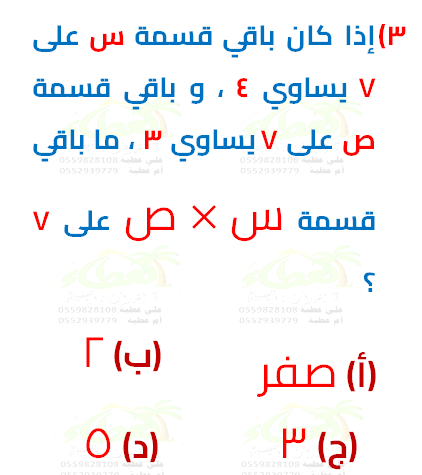 ٣) إذا كان باقي قسمة س على
٧ يساوي ٤ ، و باقي قسمة
ص على ٧ يساوي ٣ ، ما باقي
قسمة س × ص على ٧
؟
(أ) صفر (ب) ٢
(ج) ٣ (د) ٥
علي عطية 0559828108
أم عطية 0552939779